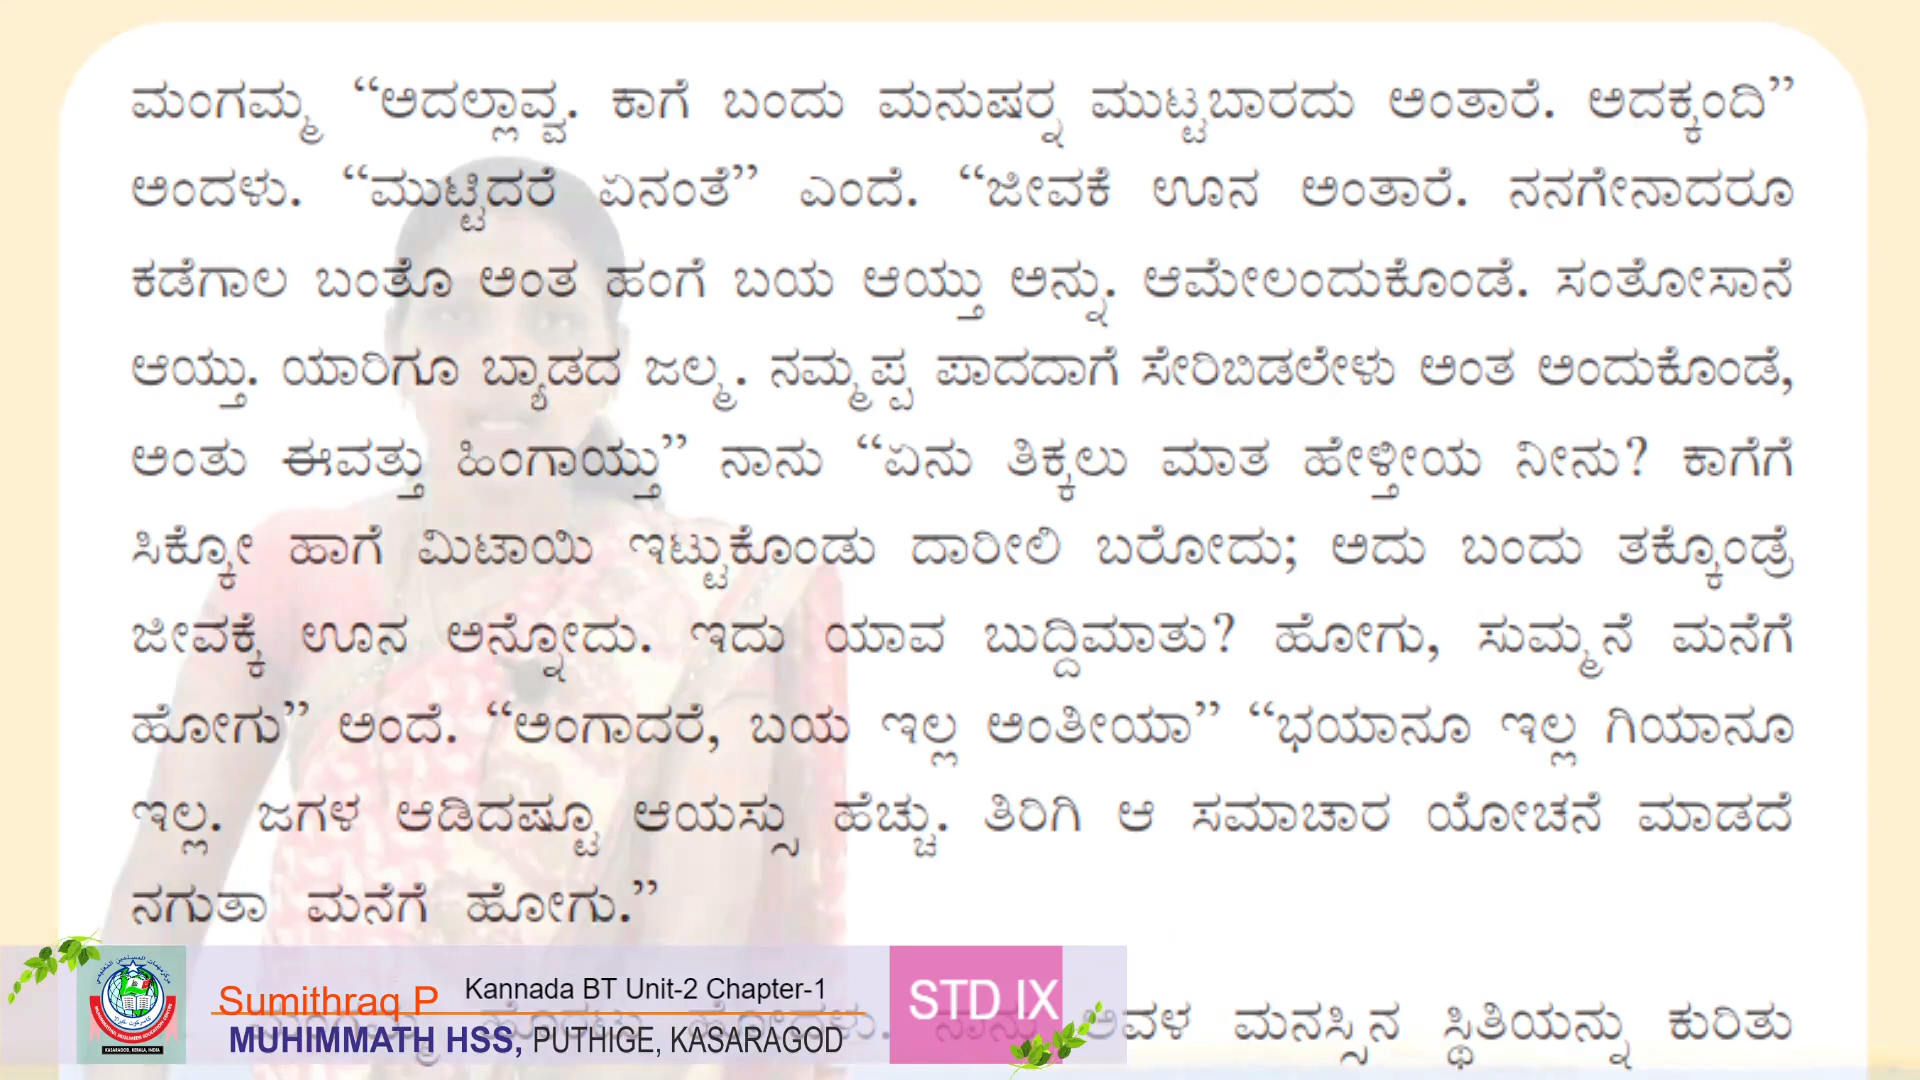 ಮಂಗಮ್ಮ “ಅದಲ್ಲಾವ್ವ. ಕಾಗೆ ಬಂದು ಮನುಷರ್‍ನ ಮುಟ್ಟಬಾರದು ಅಂತಾರೆ. ಅದಕ್ಕಂದಿ”
ಅಂದಳು. “ಮುಟ್ಟಿದರೆ ಏನಂತೆ” ಎಂದೆ. “ಜೀವಕೆ ಊನ ಅಂತಾರೆ. ನನಗೇನಾದರೂ
ಕಡೆಗಾಲ ಬಂತೊ ಅಂತ ಹಂಗೆ ಬಯ ಆಯ್ತು ಅನ್ನು. ಆಮೇಲಂದುಕೊಂಡೆ. ಸಂತೋಸಾನೆ
ಆಯ್ತು. ಯಾರಿಗೂ ಬ್ಯಾಡದ ಜಲ್ಮ. ನಮ್ಮಪ್ಪ ಪಾದದಾಗೆ ಸೇರಿಬಿಡಲೇಳು ಅಂತ ಅಂದುಕೊಂಡೆ,
ಅಂತು ಈವತ್ತು ಹಿಂಗಾಯ್ತು” ನಾನು “ಏನು ತಿಕ್ಕಲು ಮಾತ ಹೇಳ್ತೀಯ ನೀನು? ಕಾಗೆಗೆ
ಸಿಕ್ಕೋ ಹಾಗೆ ಮಿಟಾಯಿ ಇಟ್ಟುಕೊಂಡು ದಾರೀಲಿ ಬರೋದು; ಅದು ಬಂದು ತಕ್ಕೊಂಡ್ರೆ
ಜೀವಕ್ಕೆ ಊನ ಅನ್ನೋದು. ಇದು ಯಾವ ಬುದ್ದಿಮಾತು? ಹೋಗು, ಸುಮ್ಮನೆ ಮನೆಗೆ
ಹೋಗು” ಅಂದೆ. “ಅಂಗಾದರೆ, ಬಯ ಇಲ್ಲ ಅಂತೀಯಾ” “ಭಯಾನೂ ಇಲ್ಲ ಗಿಯಾನೂ
ಇಲ್ಲ. ಜಗಳ ಆಡಿದಷ್ಟೂ ಆಯಸ್ಸು ಹೆಚ್ಚು. ತಿರಿಗಿ ಆ ಸಮಾಚಾರ ಯೋಚನೆ ಮಾಡದೆ
ನಗುತಾ ಮನೆಗೆ ಹೋಗು.”
ಅವಳ ಮನಸ್ಸಿನ ಸ್ಥಿತಿಯನ್ನು ಕುರಿತು
Sumithraq P Kannada BT Unit-2 Chapter-1
MUHIMMATH HSS, PUTHIGE, KASARAGOD
STD IX
KASARAGOD, KERALA, INDIA